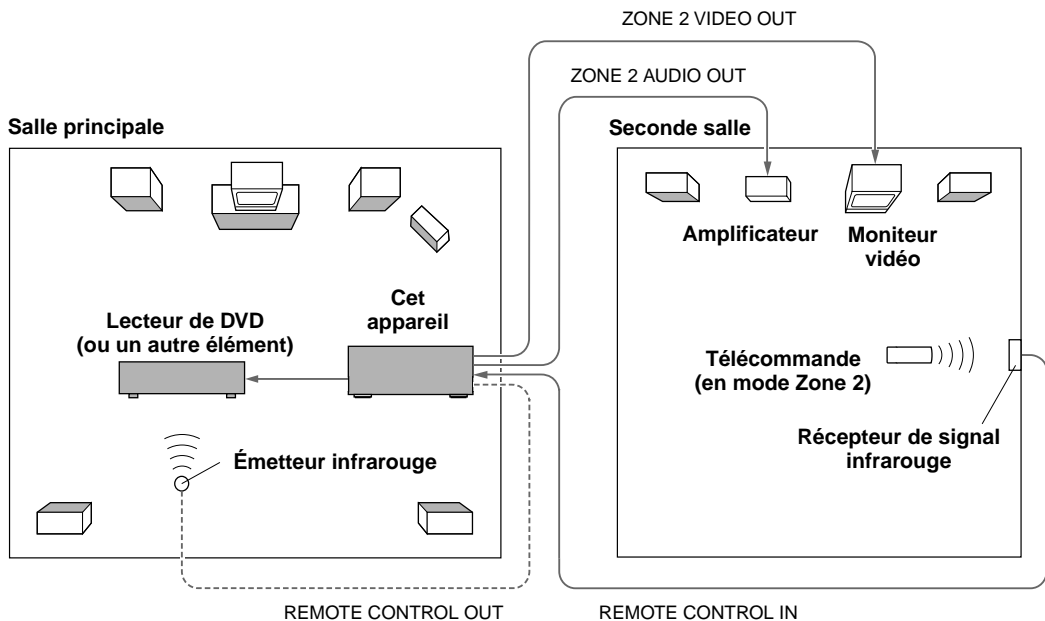 ZONE 2 VIDEO OUT
ZONE 2 AUDIO OUT
Salle principale
Seconde salle
Amplificateur
Moniteur
vidéo
Cet
appareil
Lecteur de DVD
(ou un autre élément)
Télécommande
(en mode Zone 2)
Récepteur de signal
infrarouge
Émetteur infrarouge
REMOTE CONTROL OUT
REMOTE CONTROL IN